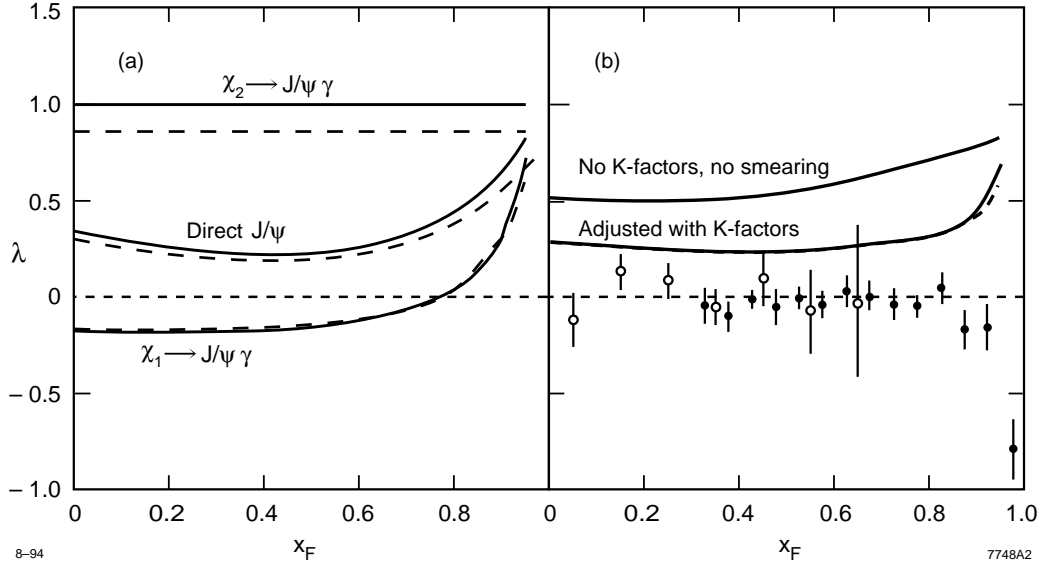 1.5
(a)
(b)
χ₂ → J/ψ γ
1.0
No K-factors, no smearing
0.5
Direct J/ψ
Adjusted with K-factors
λ
0
χ₁ → J/ψ γ
– 0.5
– 1.0
0 0.2 0.4 0.6 0.8 0 0.2 0.4 0.6 0.8 1.0
x_F x_F
8–94 7748A2